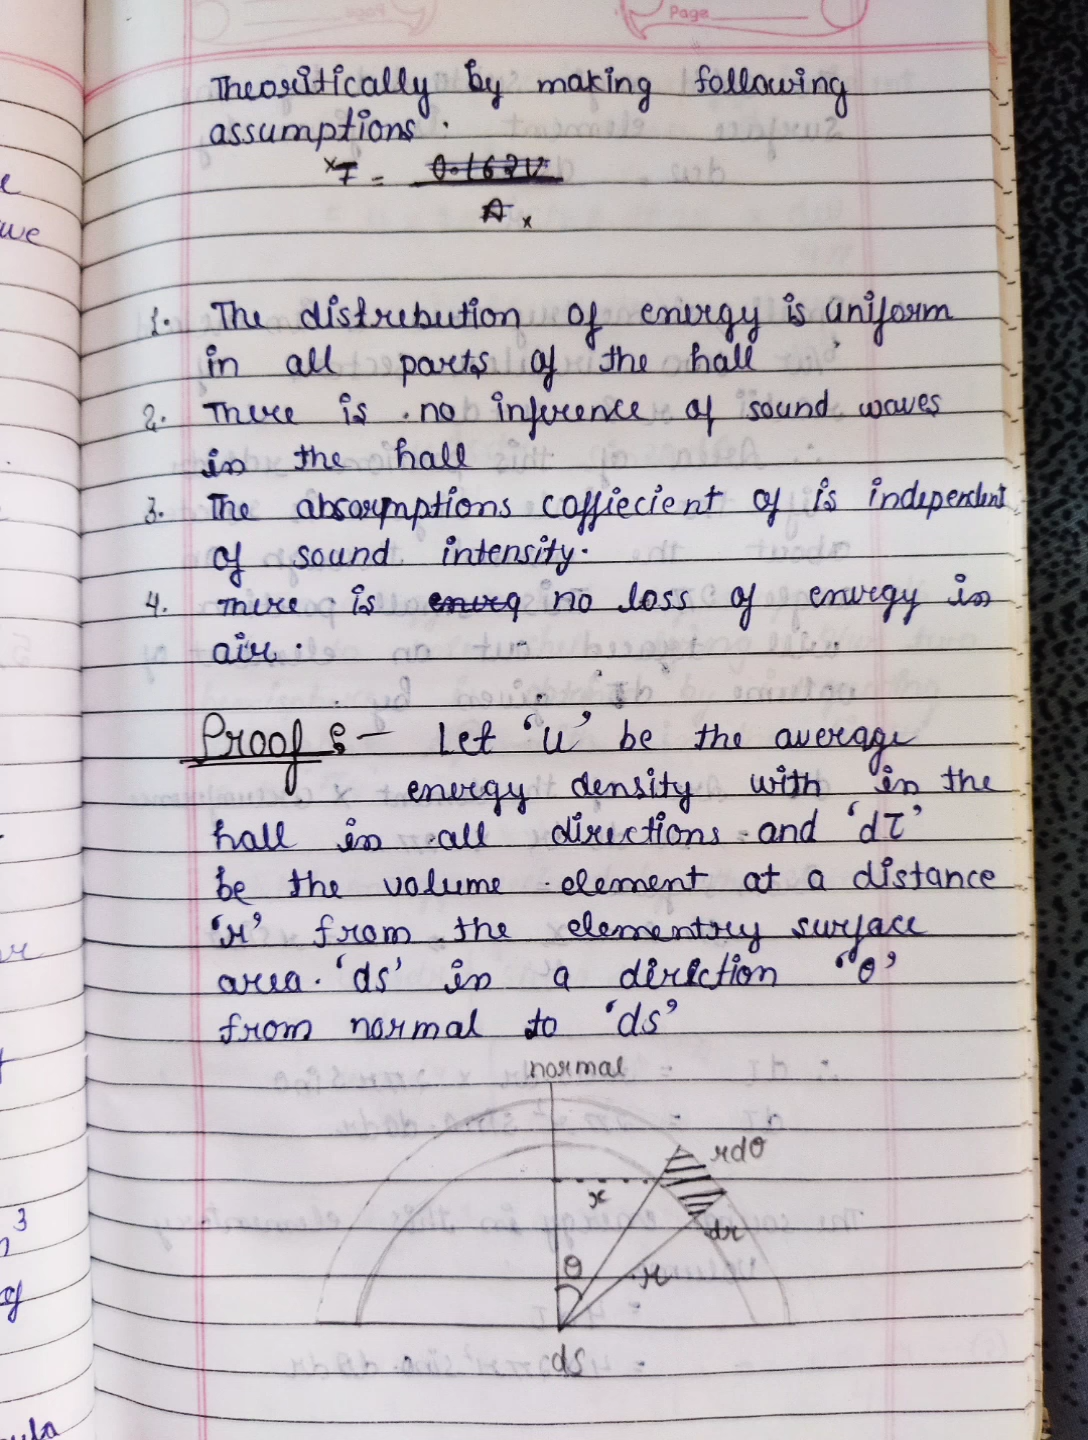 Page
Page
Theoritically by making following
assumptions.
T = 0.162V
A
1. The distrebution of energy is uniform
in all parts of the hall
2. There is no inference of sound waves
in the hall
3. The absormptions coffiecient of is independent
of sound intensity.
4. There is energ no loss of energy in
air.
Proof :- Let 'u' be the average
energy density with in the
hall in all directions and 'dτ'
be the volume element at a distance
'r' from the elementry surface
area 'ds' in a direction 'θ'
from normal to 'ds'
normal
rdθ
x
dr
θ
r
ds